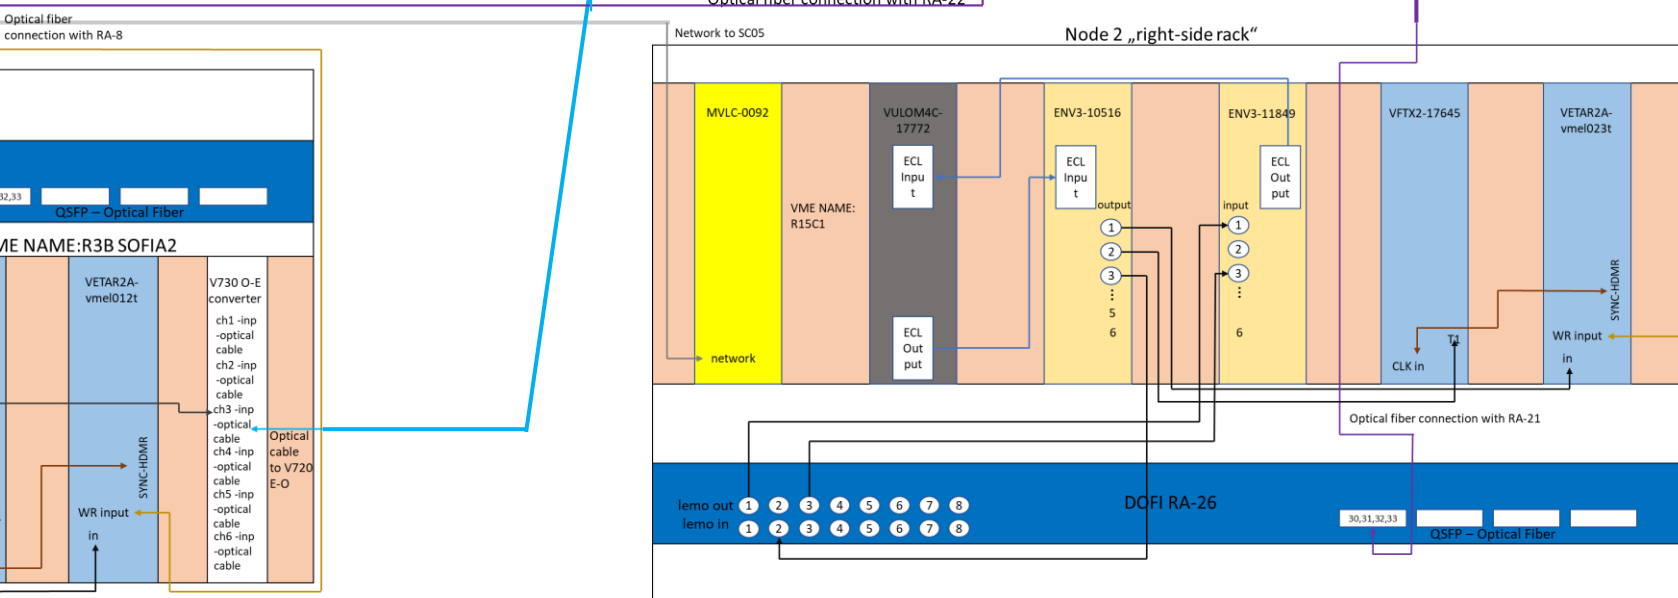 Optical fiber connection with RA-22
Optical fiber
connection with RA-8
32,33
QSFP – Optical Fiber
ME NAME:R3B SOFIA2
VETAR2A-
vmel012t
SYNC-HDMR
WR input
in
V730 O-E
converter
ch1 -inp
-optical
cable
ch2 -inp
-optical
cable
ch3 -inp
-optical
cable
ch4 -inp
-optical
cable
ch5 -inp
-optical
cable
ch6 -inp
-optical
cable
Optical
cable
to V720
E-O
Network to SC05
Node 2 „right-side rack“
MVLC-0092
network
VME NAME:
R15C1
VULOM4C-
17772
ECL
Inpu
t
ECL
Out
put
ENV3-10516
ECL
Inpu
t
output
1
2
3
⋮
5
6
ENV3-11849
ECL
Out
put
input
1
2
3
⋮
6
VFTX2-17645
T1
CLK in
VETAR2A-
vmel023t
SYNC-HDMR
WR input
in
Optical fiber connection with RA-21
lemo out 1 2 3 4 5 6 7 8
lemo in 1 2 3 4 5 6 7 8
DOFI RA-26
30,31,32,33
QSFP – Optical Fiber